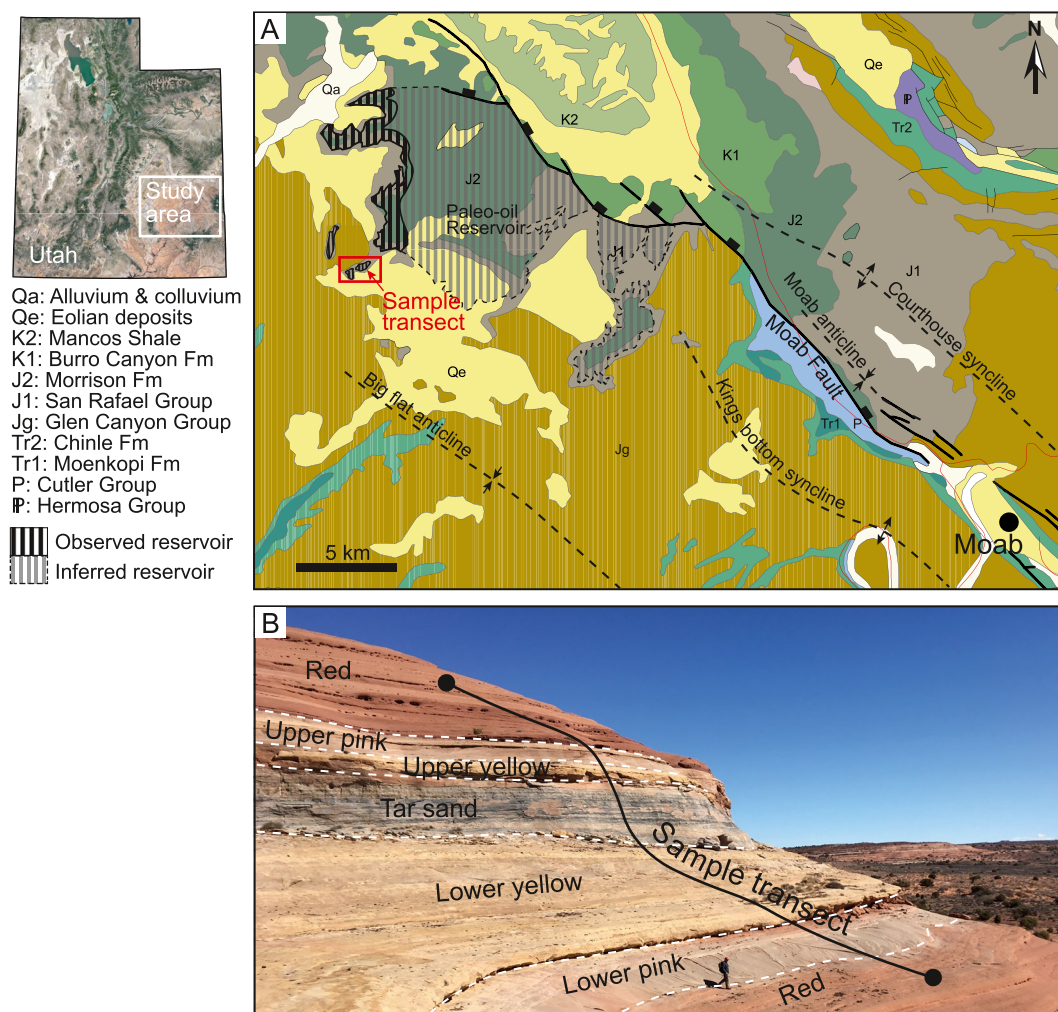 Study
area
Utah
Qa: Alluvium & colluvium
Qe: Eolian deposits
K2: Mancos Shale
K1: Burro Canyon Fm
J2: Morrison Fm
J1: San Rafael Group
Jg: Glen Canyon Group
Tr2: Chinle Fm
Tr1: Moenkopi Fm
P: Cutler Group
IP: Hermosa Group
Observed reservoir
Inferred reservoir
A
N
Qa
Qe
K2
IP
Tr2
K1
J2
J2
Paleo-oil
Reservoir
J1
J1
Sample
transect
Moab anticline
Courthouse syncline
Moab Fault
Qe
Big flat anticline
Kings bottom syncline
Tr1
P
Jg
5 km
Moab
B
Red
Upper pink
Upper yellow
Tar sand
Sample transect
Lower yellow
Lower pink
Red